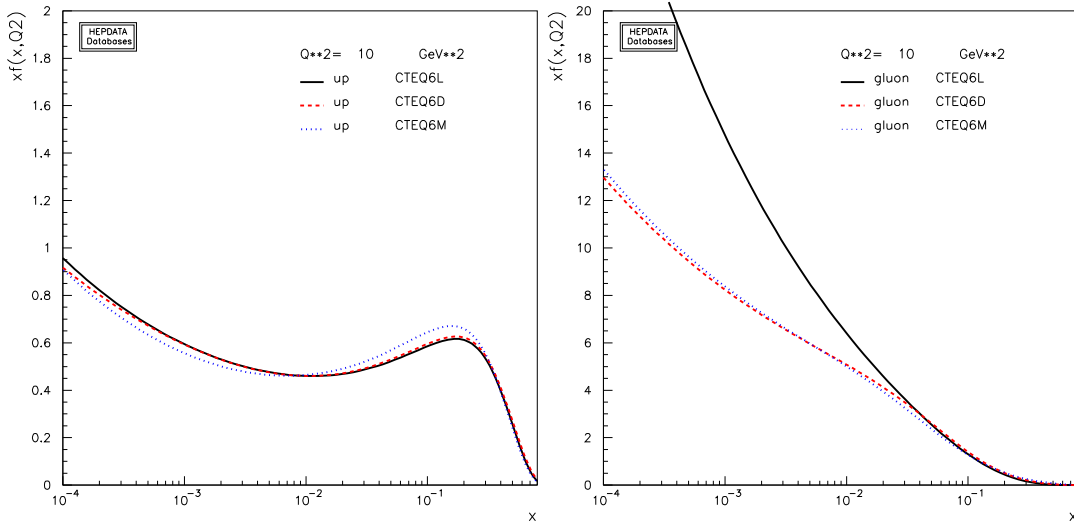 HEPDATA
Databases
Q**2= 10 GeV**2
up CTEQ6L
up CTEQ6D
up CTEQ6M
xf(x,Q2)
2
1.8
1.6
1.4
1.2
1
0.8
0.6
0.4
0.2
0
10-4
10-3
10-2
10-1
x
HEPDATA
Databases
Q**2= 10 GeV**2
gluon CTEQ6L
gluon CTEQ6D
gluon CTEQ6M
xf(x,Q2)
20
18
16
14
12
10
8
6
4
2
0
10-4
10-3
10-2
10-1
x